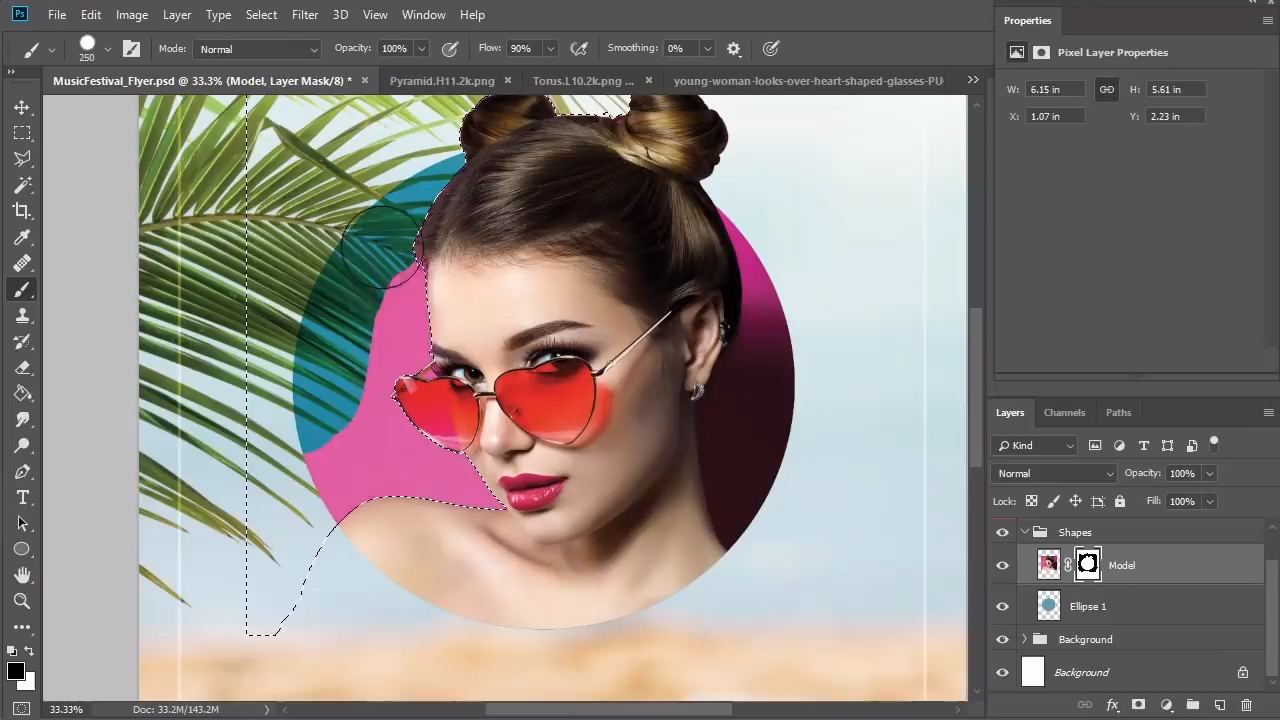 Ps File Edit Image Layer Type Select Filter 3D View Window Help
250 Mode: Normal Opacity: 100% Flow: 90% Smoothing: 0%
MusicFestival_Flyer.psd @ 33.3% (Model, Layer Mask/8) * × Pyramid.H11.2k.png × Torus.L10.2k.png ... × young-woman-looks-over-heart-shaped-glasses-PU
Properties
Pixel Layer Properties
W: 6.15 in H: 5.61 in
X: 1.07 in Y: 2.23 in
Layers Channels Paths
Kind
Normal Opacity: 100%
Lock: Fill: 100%
Shapes
Model
Ellipse 1
Background
Background
33.33% Doc: 33.2M/143.2M